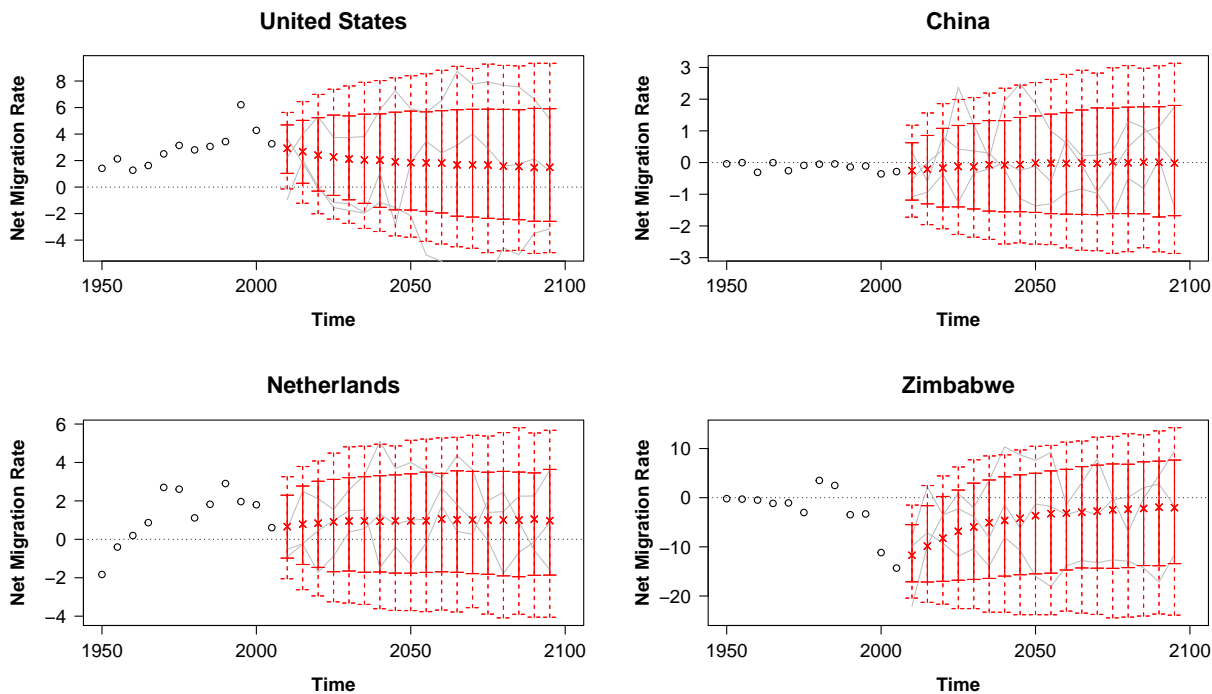 United States
Net Migration Rate
8
6
4
2
0
−2
−4
1950 2000 2050 2100
Time
China
Net Migration Rate
3
2
1
0
−1
−2
−3
1950 2000 2050 2100
Time
Netherlands
Net Migration Rate
6
4
2
0
−2
−4
1950 2000 2050 2100
Time
Zimbabwe
Net Migration Rate
10
0
−10
−20
1950 2000 2050 2100
Time